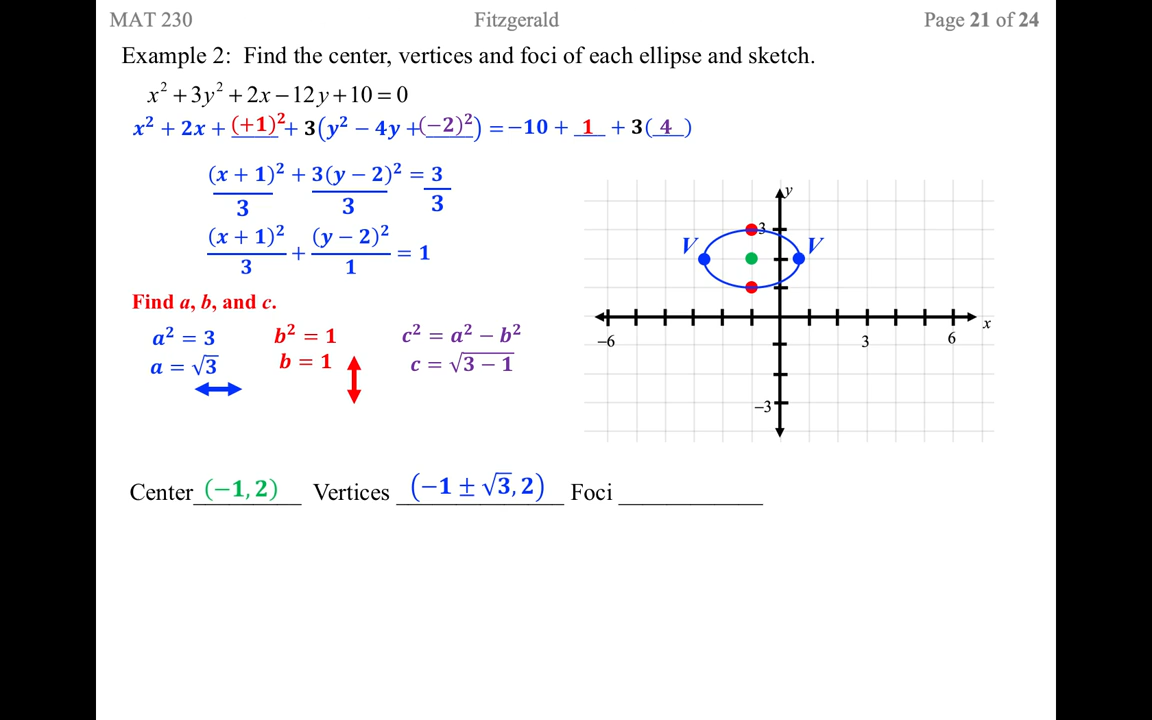 MAT 230 Fitzgerald Page 21 of 24
Example 2: Find the center, vertices and foci of each ellipse and sketch.
x² + 3y² + 2x − 12y + 10 = 0
x² + 2x + (+1)² + 3(y² − 4y + (−2)²) = −10 + 1 + 3( 4 )
(x + 1)²/3 + 3(y − 2)²/3 = 3/3
(x + 1)²/3 + (y − 2)²/1 = 1
Find a, b, and c.
a² = 3 b² = 1 c² = a² − b²
a = √3 b = 1 c = √(3 − 1)
y
3
V V
x
−6 3 6
−3
Center (−1, 2) Vertices (−1 ± √3, 2) Foci